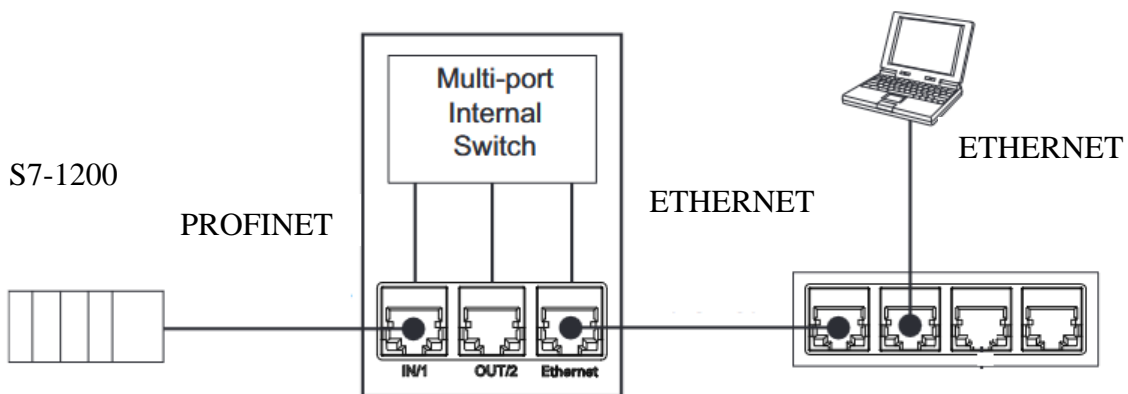 Multi-port
Internal
Switch
ETHERNET
S7-1200
ETHERNET
PROFINET
IN/1
OUT/2
Ethernet